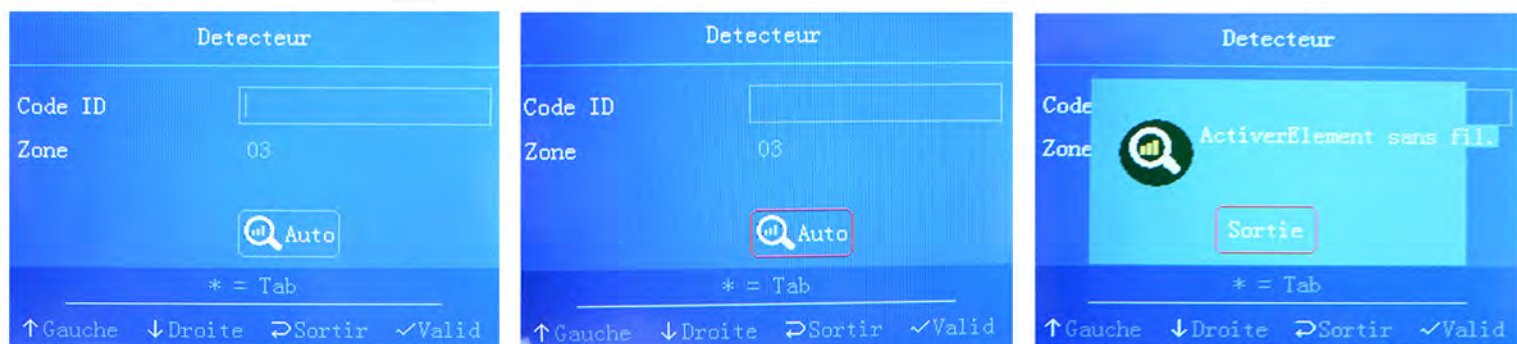 Detecteur
Code ID
Zone 03
Auto
* = Tab
↑Gauche ↓Droite ⊋Sortir ✓Valid
Detecteur
Code ID
Zone 03
Auto
* = Tab
↑Gauche ↓Droite ⊋Sortir ✓Valid
Detecteur
Code
Zone
ActiverElement sans fil.
Sortie
* = Tab
↑Gauche ↓Droite ⊋Sortir ✓Valid